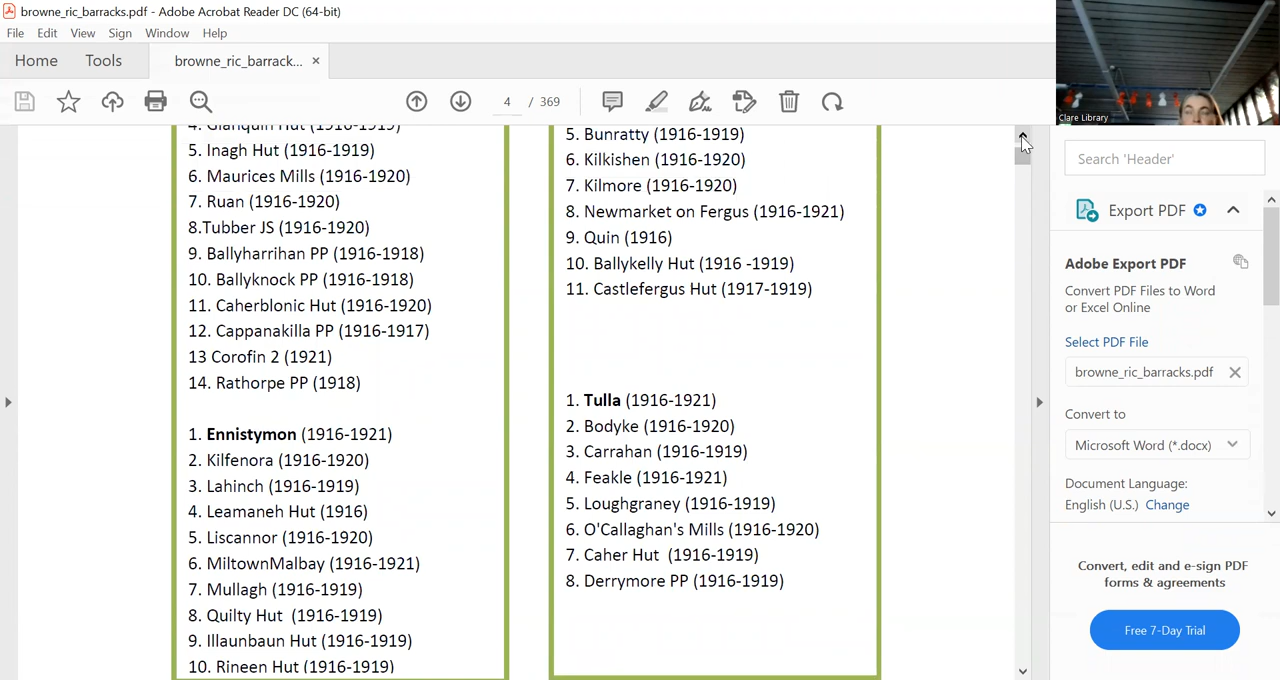 browne_ric_barracks.pdf - Adobe Acrobat Reader DC (64-bit)
File Edit View Sign Window Help
Home Tools browne_ric_barrack... ×
4 / 369
Clare Library
4. Glanquin Hut (1916-1919)
5. Inagh Hut (1916-1919)
6. Maurices Mills (1916-1920)
7. Ruan (1916-1920)
8.Tubber JS (1916-1920)
9. Ballyharrihan PP (1916-1918)
10. Ballyknock PP (1916-1918)
11. Caherblonic Hut (1916-1920)
12. Cappanakilla PP (1916-1917)
13 Corofin 2 (1921)
14. Rathorpe PP (1918)
1. Ennistymon (1916-1921)
2. Kilfenora (1916-1920)
3. Lahinch (1916-1919)
4. Leamaneh Hut (1916)
5. Liscannor (1916-1920)
6. MiltownMalbay (1916-1921)
7. Mullagh (1916-1919)
8. Quilty Hut (1916-1919)
9. Illaunbaun Hut (1916-1919)
10. Rineen Hut (1916-1919)
5. Bunratty (1916-1919)
6. Kilkishen (1916-1920)
7. Kilmore (1916-1920)
8. Newmarket on Fergus (1916-1921)
9. Quin (1916)
10. Ballykelly Hut (1916 -1919)
11. Castlefergus Hut (1917-1919)
1. Tulla (1916-1921)
2. Bodyke (1916-1920)
3. Carrahan (1916-1919)
4. Feakle (1916-1921)
5. Loughgraney (1916-1919)
6. O'Callaghan's Mills (1916-1920)
7. Caher Hut (1916-1919)
8. Derrymore PP (1916-1919)
Search 'Header'
Export PDF
Adobe Export PDF
Convert PDF Files to Word
or Excel Online
Select PDF File
browne_ric_barracks.pdf
Convert to
Microsoft Word (*.docx)
Document Language:
English (U.S.) Change
Convert, edit and e-sign PDF
forms & agreements
Free 7-Day Trial